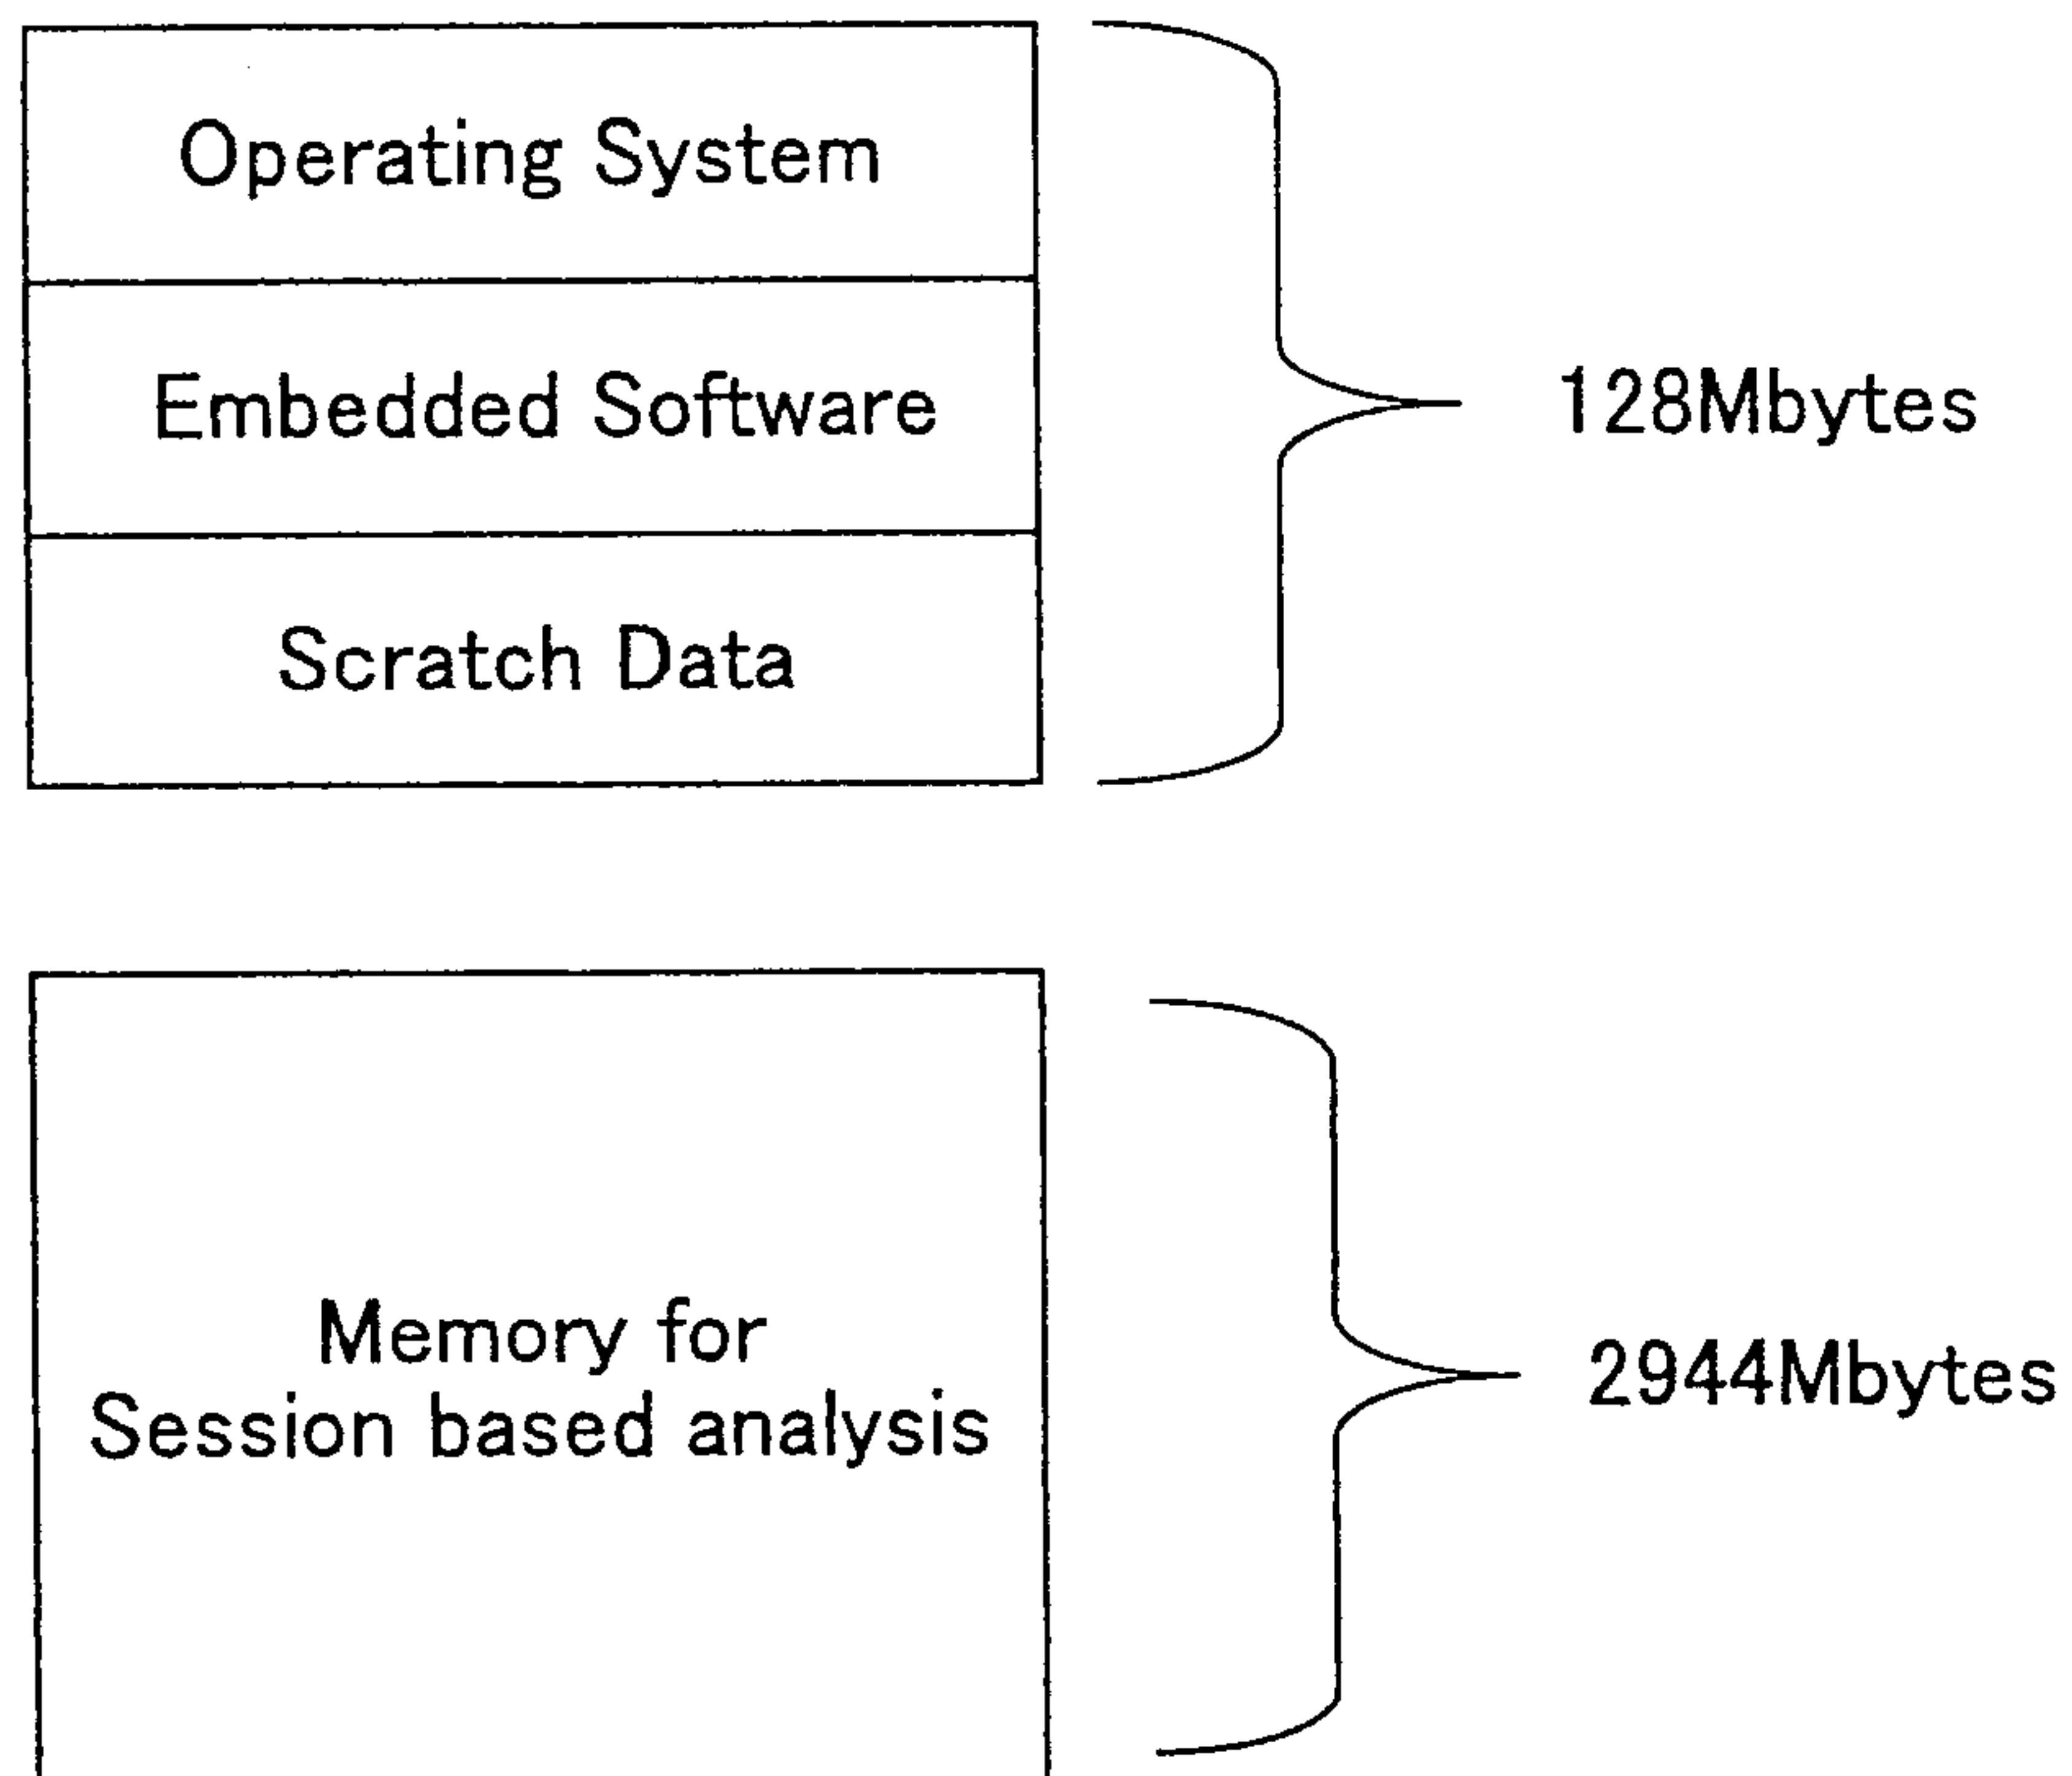 Operating System
Embedded Software
Scratch Data
128Mbytes
Memory for
Session based analysis
2944Mbytes